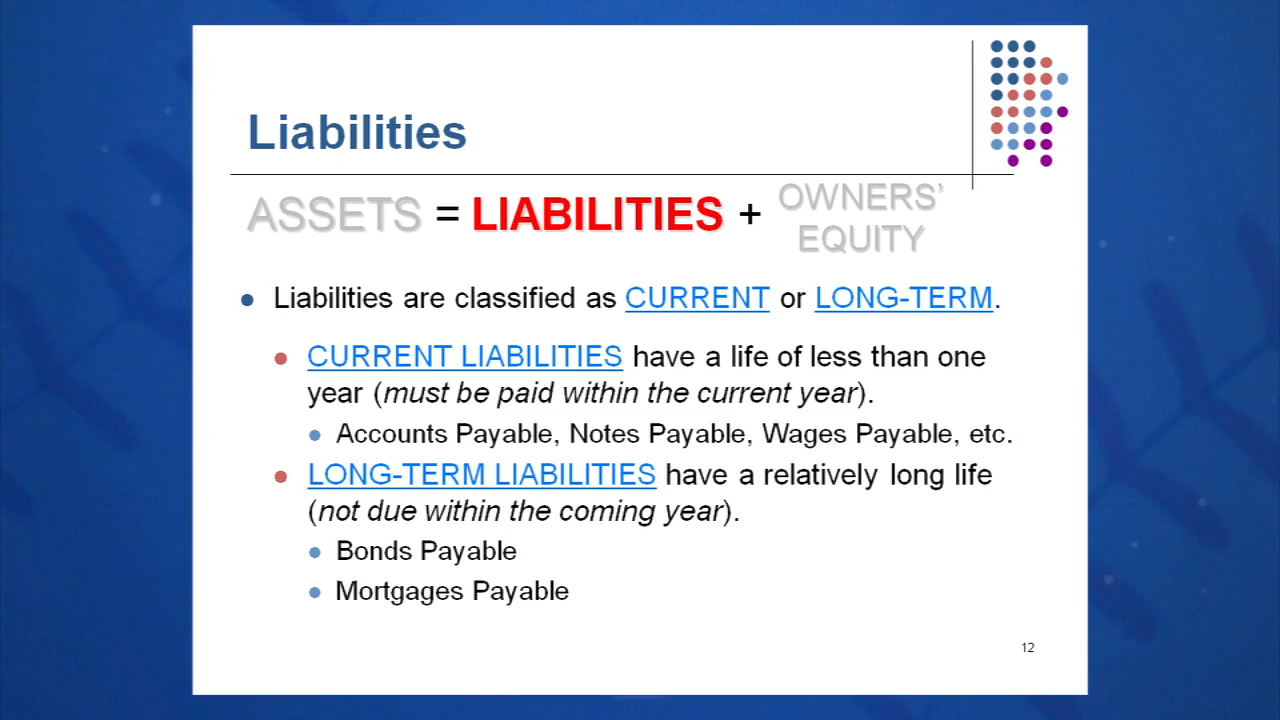 Liabilities
ASSETS = LIABILITIES + OWNERS’ EQUITY
● Liabilities are classified as CURRENT or LONG-TERM.
● CURRENT LIABILITIES have a life of less than one
year (must be paid within the current year).
● Accounts Payable, Notes Payable, Wages Payable, etc.
● LONG-TERM LIABILITIES have a relatively long life
(not due within the coming year).
● Bonds Payable
● Mortgages Payable
12